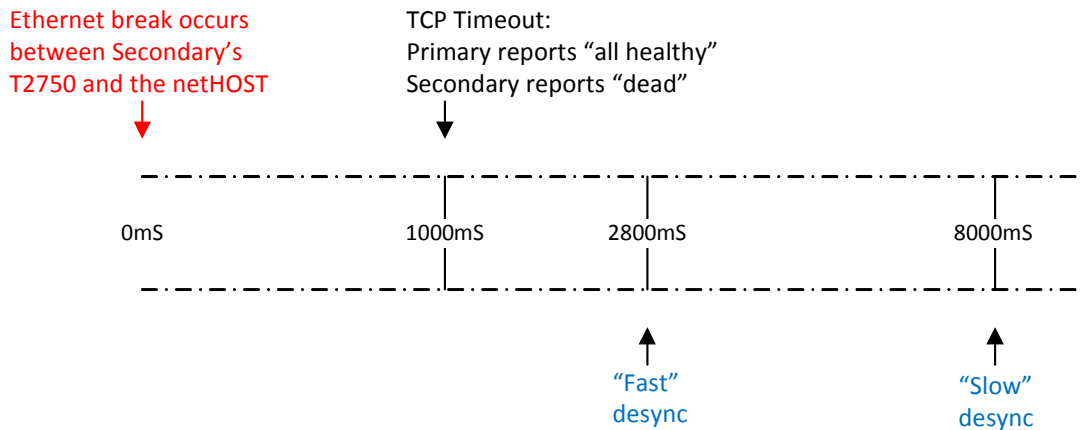 Ethernet break occurs
between Secondary’s
T2750 and the netHOST
TCP Timeout:
Primary reports “all healthy”
Secondary reports “dead”
0mS
1000mS
2800mS
8000mS
“Fast”
desync
“Slow”
desync